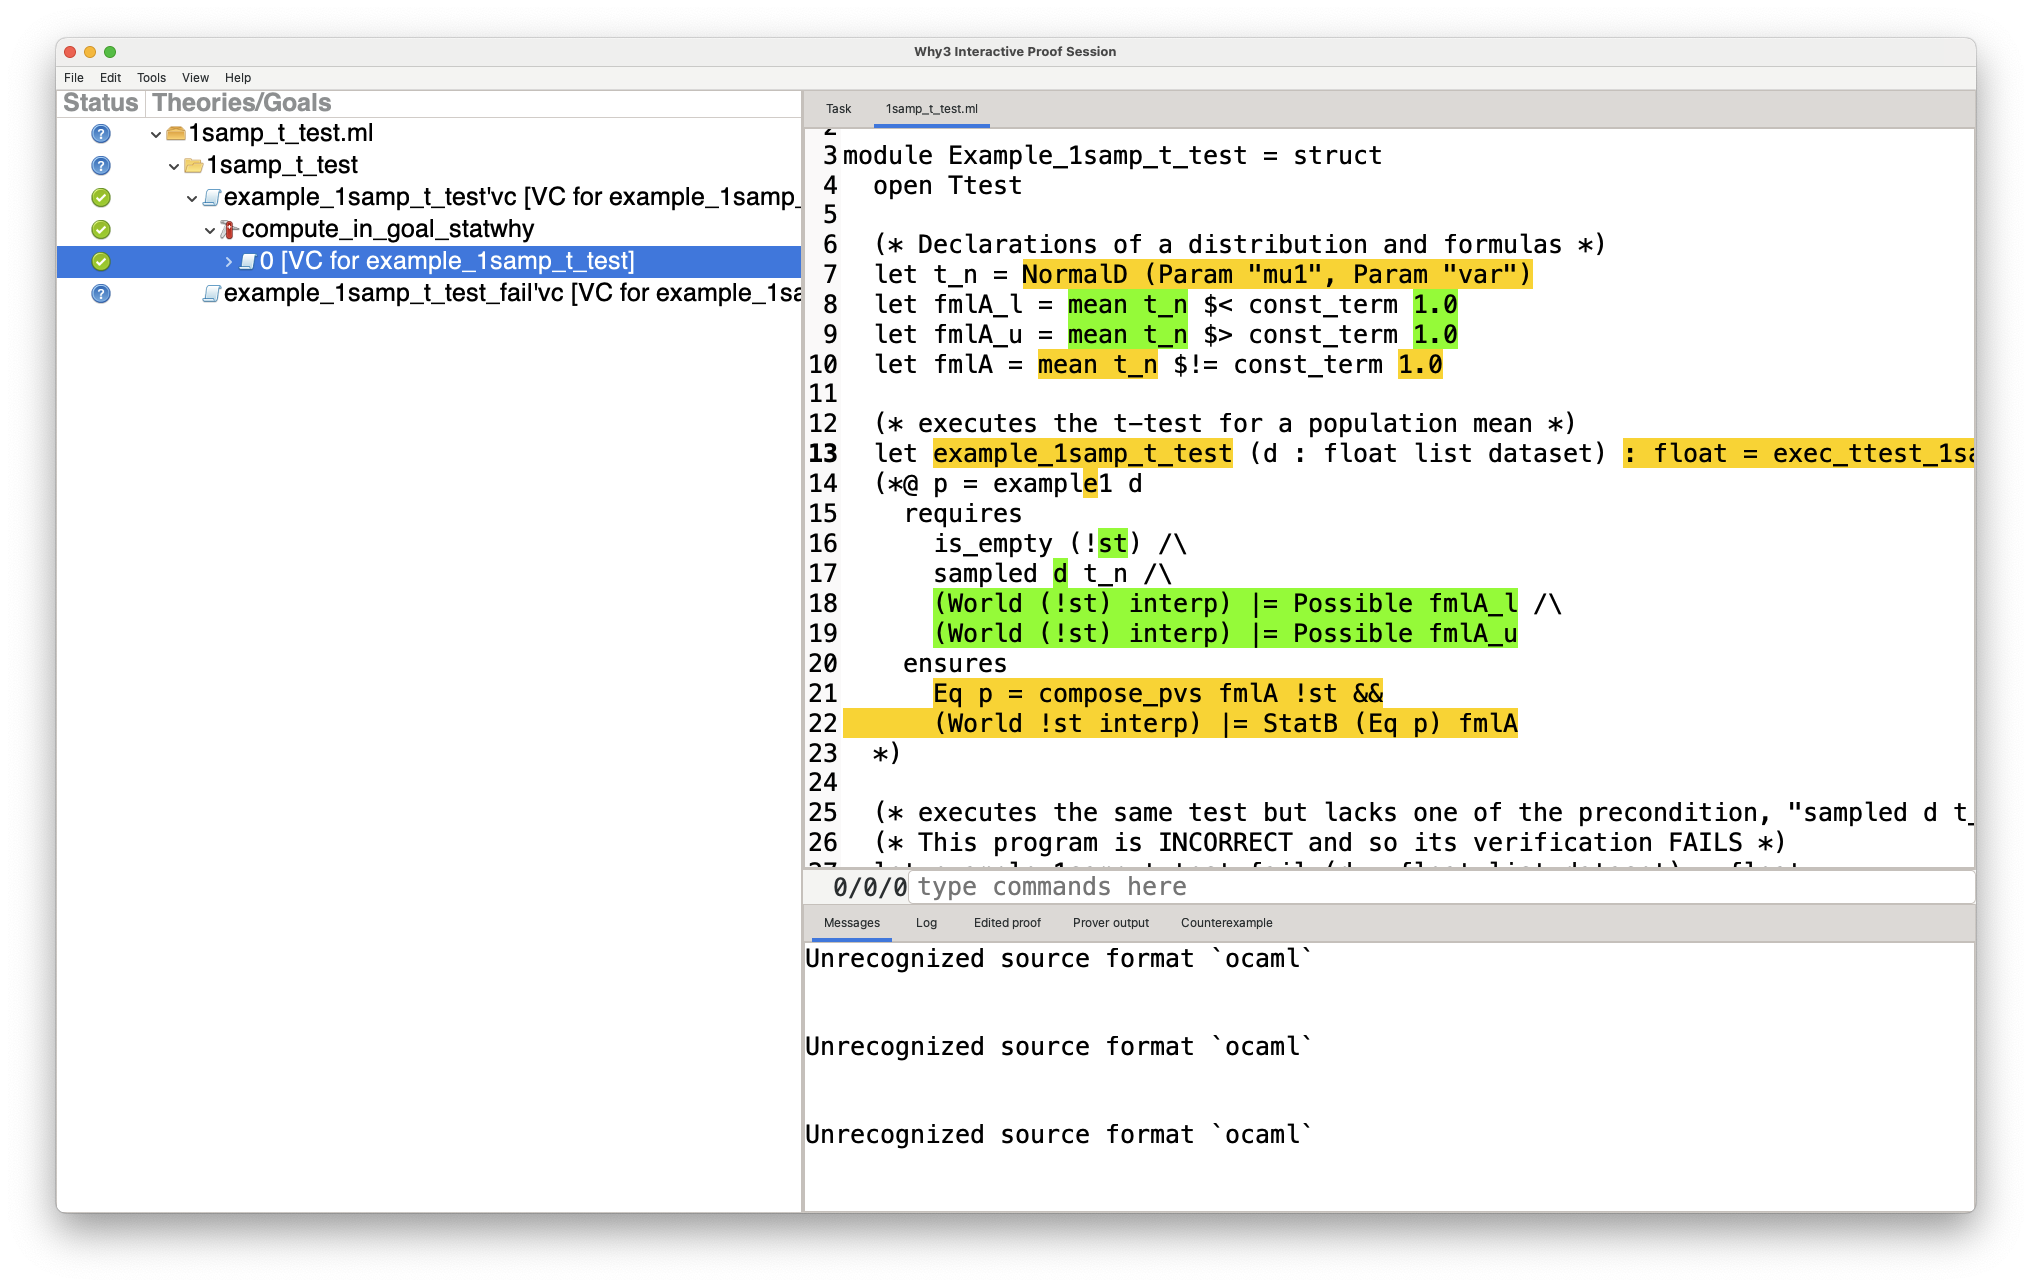 Why3 Interactive Proof Session
File Edit Tools View Help
Status Theories/Goals
1samp_t_test.ml
1samp_t_test
example_1samp_t_test'vc [VC for example_1samp_
compute_in_goal_statwhy
0 [VC for example_1samp_t_test]
example_1samp_t_test_fail'vc [VC for example_1sa
Task 1samp_t_test.ml
2
3 module Example_1samp_t_test = struct
4 open Ttest
5
6 (* Declarations of a distribution and formulas *)
7 let t_n = NormalD (Param "mu1", Param "var")
8 let fmlA_l = mean t_n $< const_term 1.0
9 let fmlA_u = mean t_n $> const_term 1.0
10 let fmlA = mean t_n $!= const_term 1.0
11
12 (* executes the t-test for a population mean *)
13 let example_1samp_t_test (d : float list dataset) : float = exec_ttest_1sa
14 (*@ p = example1 d
15 requires
16 is_empty (!st) /\
17 sampled d t_n /\
18 (World (!st) interp) |= Possible fmlA_l /\
19 (World (!st) interp) |= Possible fmlA_u
20 ensures
21 Eq p = compose_pvs fmlA !st &&
22 (World !st interp) |= StatB (Eq p) fmlA
23 *)
24
25 (* executes the same test but lacks one of the precondition, "sampled d t_
26 (* This program is INCORRECT and so its verification FAILS *)
27 let example_1samp_t_test_fail (d : float list dataset) : float
0/0/0 type commands here
Messages Log Edited proof Prover output Counterexample
Unrecognized source format `ocaml`
Unrecognized source format `ocaml`
Unrecognized source format `ocaml`